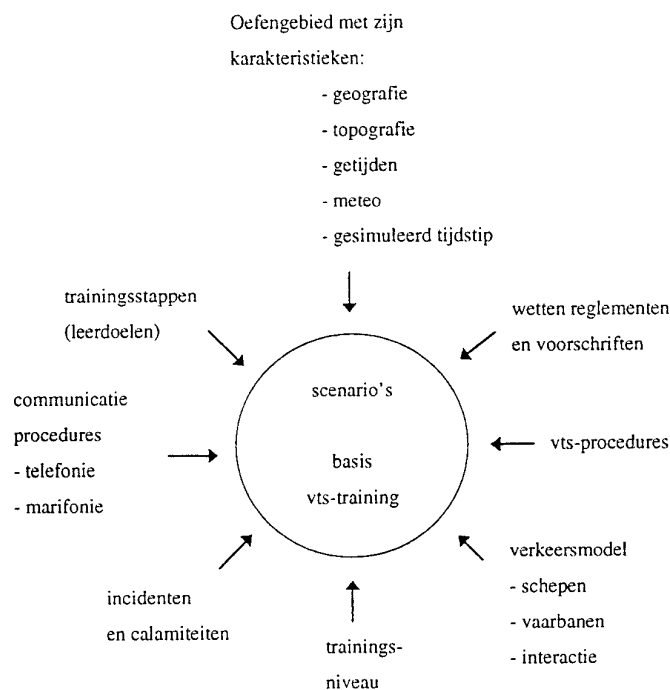 Oefengebied met zijn
karakteristieken:
- geografie
- topografie
- getijden
- meteo
- gesimuleerd tijdstip
trainingsstappen
(leerdoelen)
wetten reglementen
en voorschriften
communicatie
procedures
- telefonie
- marifonie
scenario's
basis
vts-training
vts-procedures
incidenten
en calamiteiten
trainings-
niveau
verkeersmodel
- schepen
- vaarbanen
- interactie